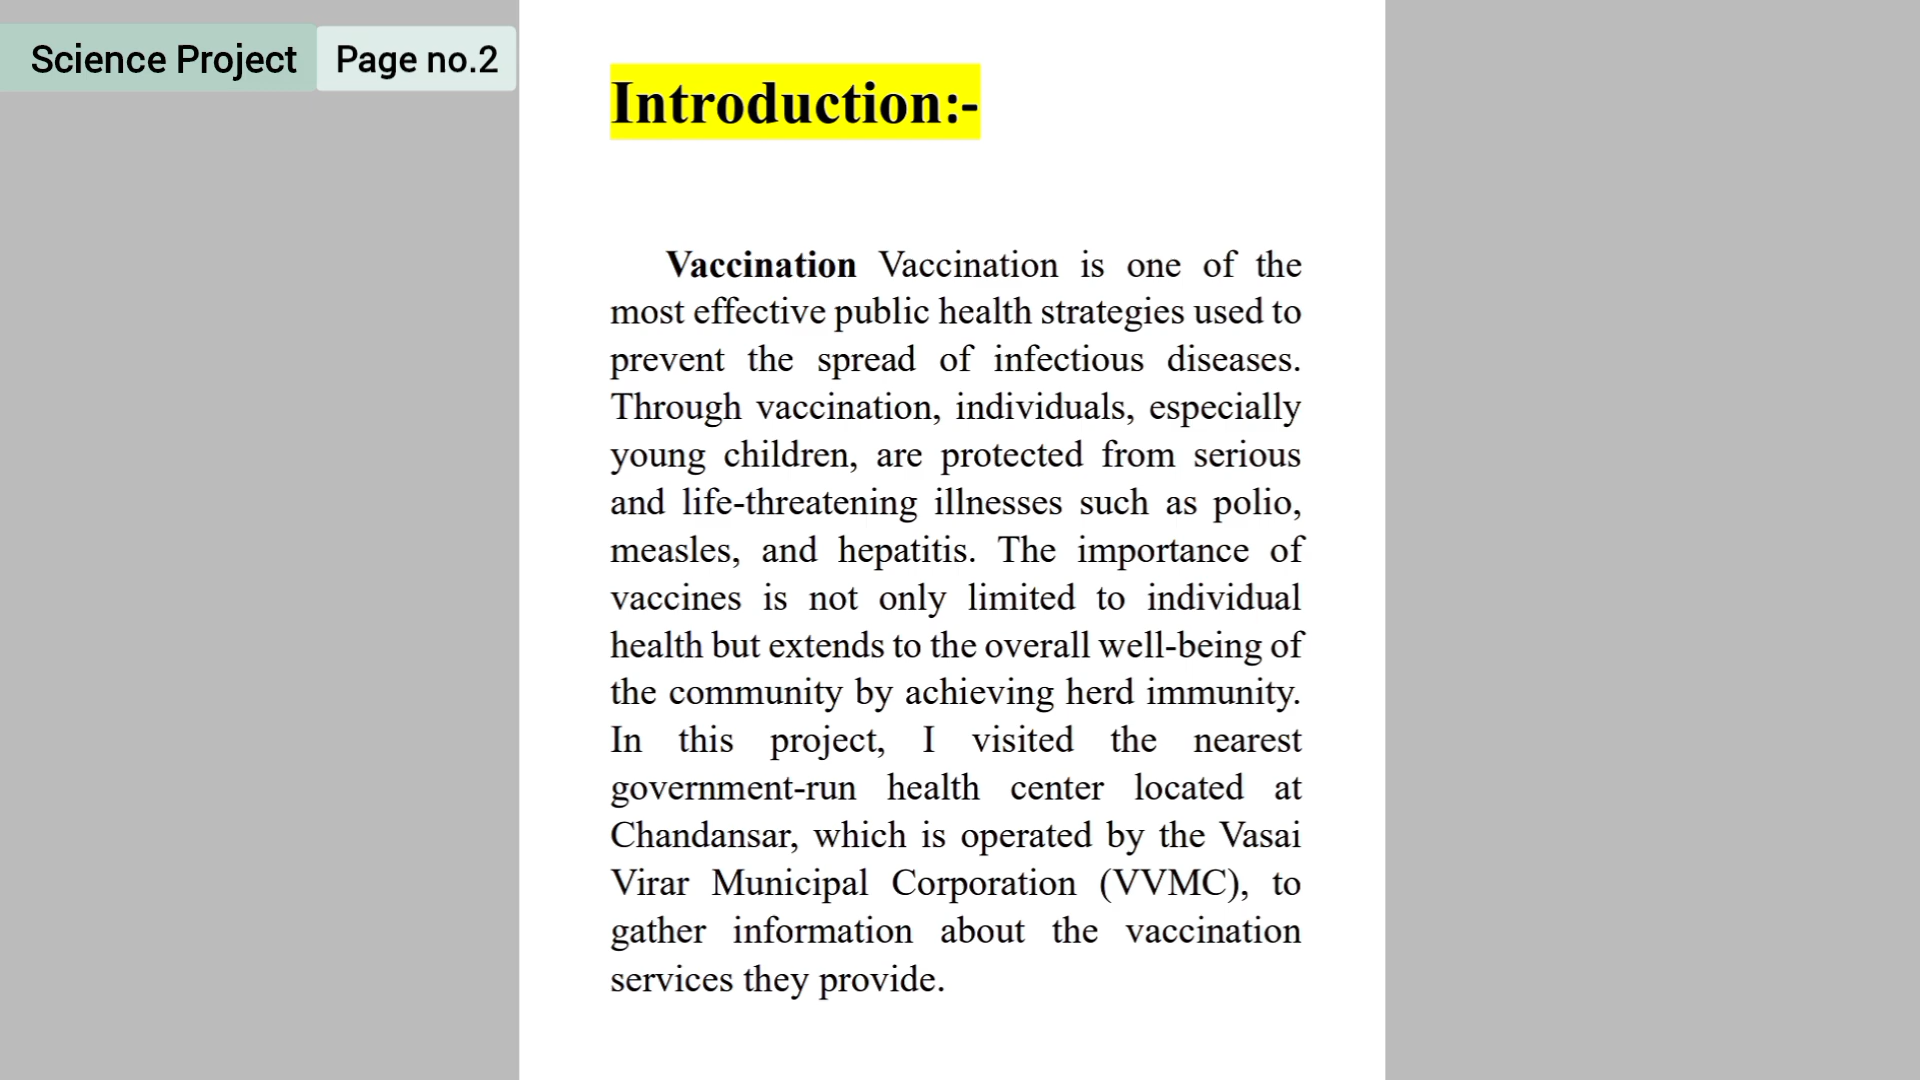 Science Project
Page no.2
Introduction:-
Vaccination Vaccination is one of the
most effective public health strategies used to
prevent the spread of infectious diseases.
Through vaccination, individuals, especially
young children, are protected from serious
and life-threatening illnesses such as polio,
measles, and hepatitis. The importance of
vaccines is not only limited to individual
health but extends to the overall well-being of
the community by achieving herd immunity.
In this project, I visited the nearest
government-run health center located at
Chandansar, which is operated by the Vasai
Virar Municipal Corporation (VVMC), to
gather information about the vaccination
services they provide.